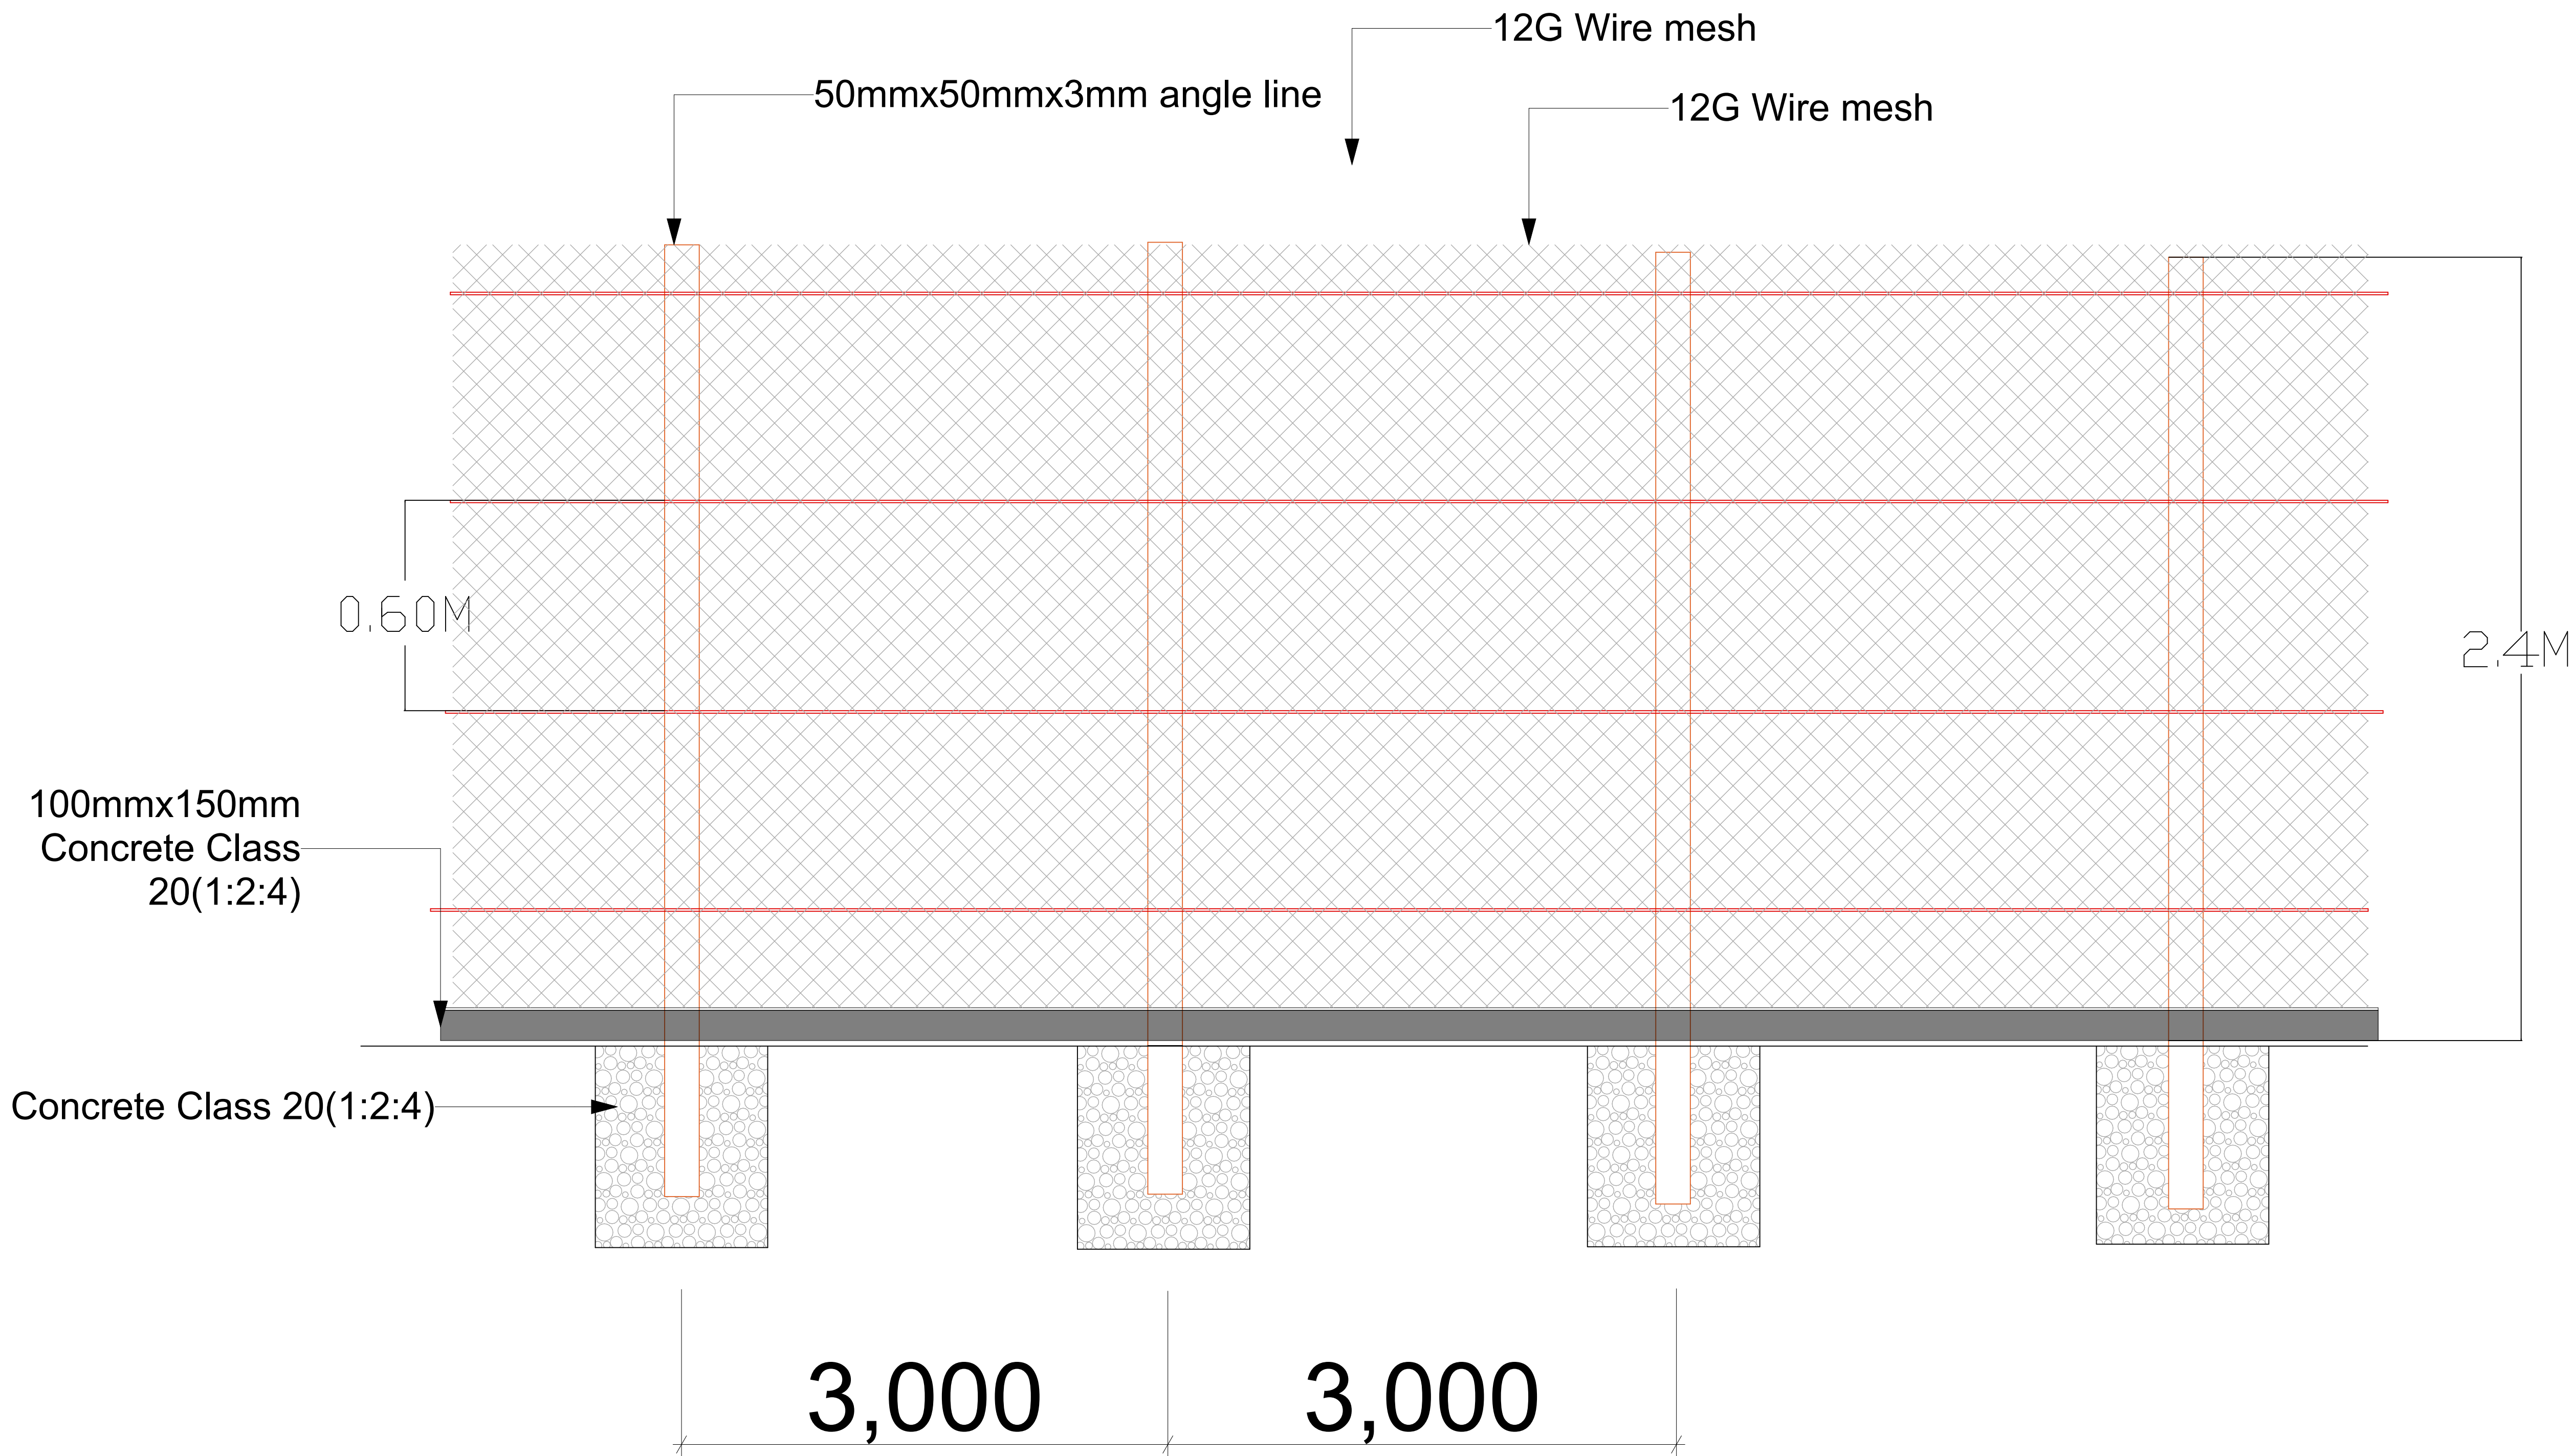 12G Wire mesh
50mmx50mmx3mm angle line
12G Wire mesh
0.60M
2.4M
100mmx150mm
Concrete Class
20(1:2:4)
Concrete Class 20(1:2:4)
3,000
3,000